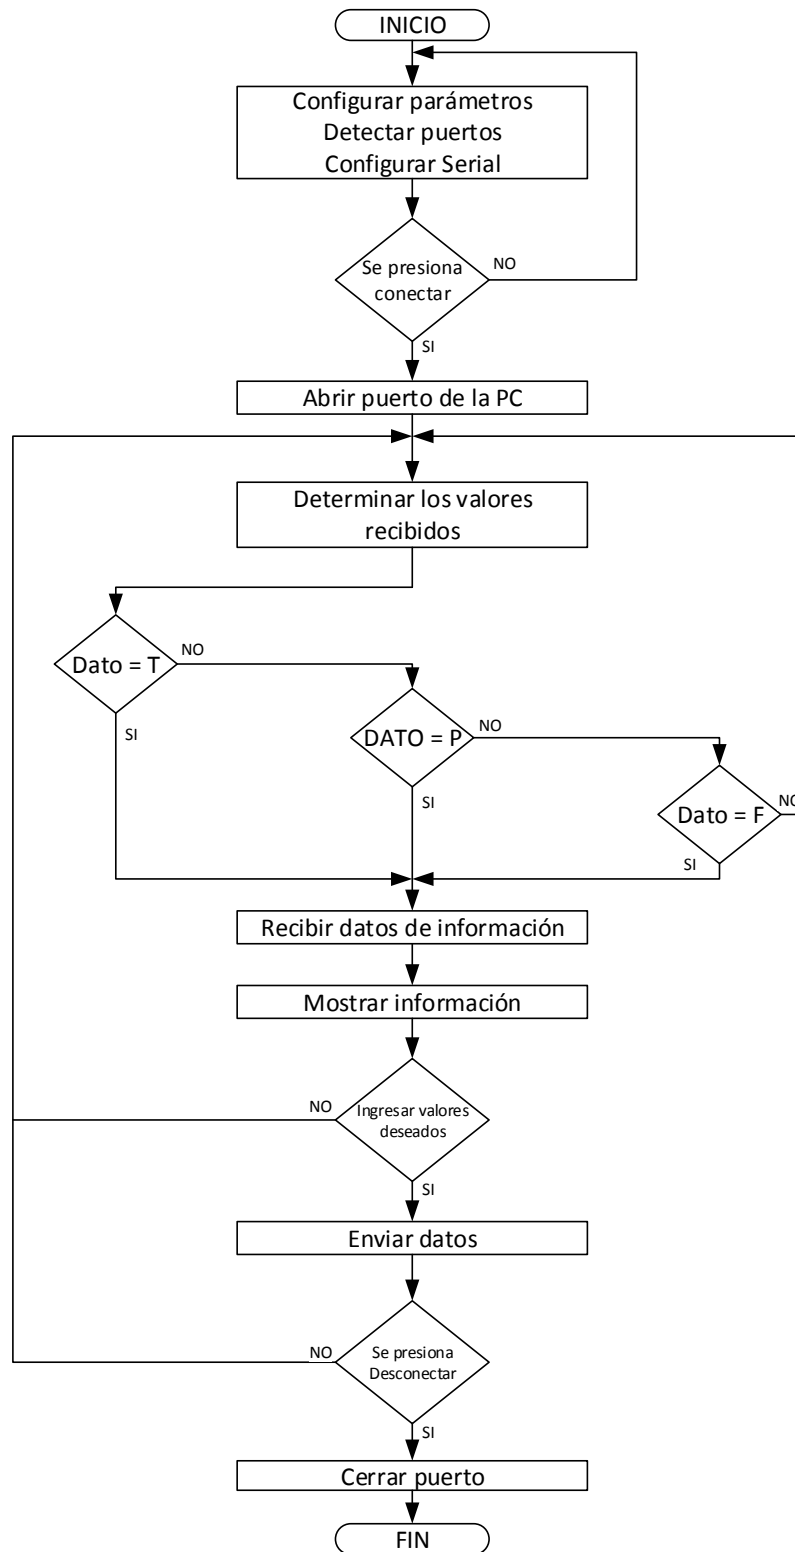 INICIO
Configurar parámetros
Detectar puertos
Configurar Serial
Se presiona
conectar
NO
SI
Abrir puerto de la PC
Determinar los valores
recibidos
Dato = T
NO
SI
DATO = P
NO
SI
Dato = F
NO
SI
Recibir datos de información
Mostrar información
Ingresar valores
deseados
NO
SI
Enviar datos
Se presiona
Desconectar
NO
SI
Cerrar puerto
FIN